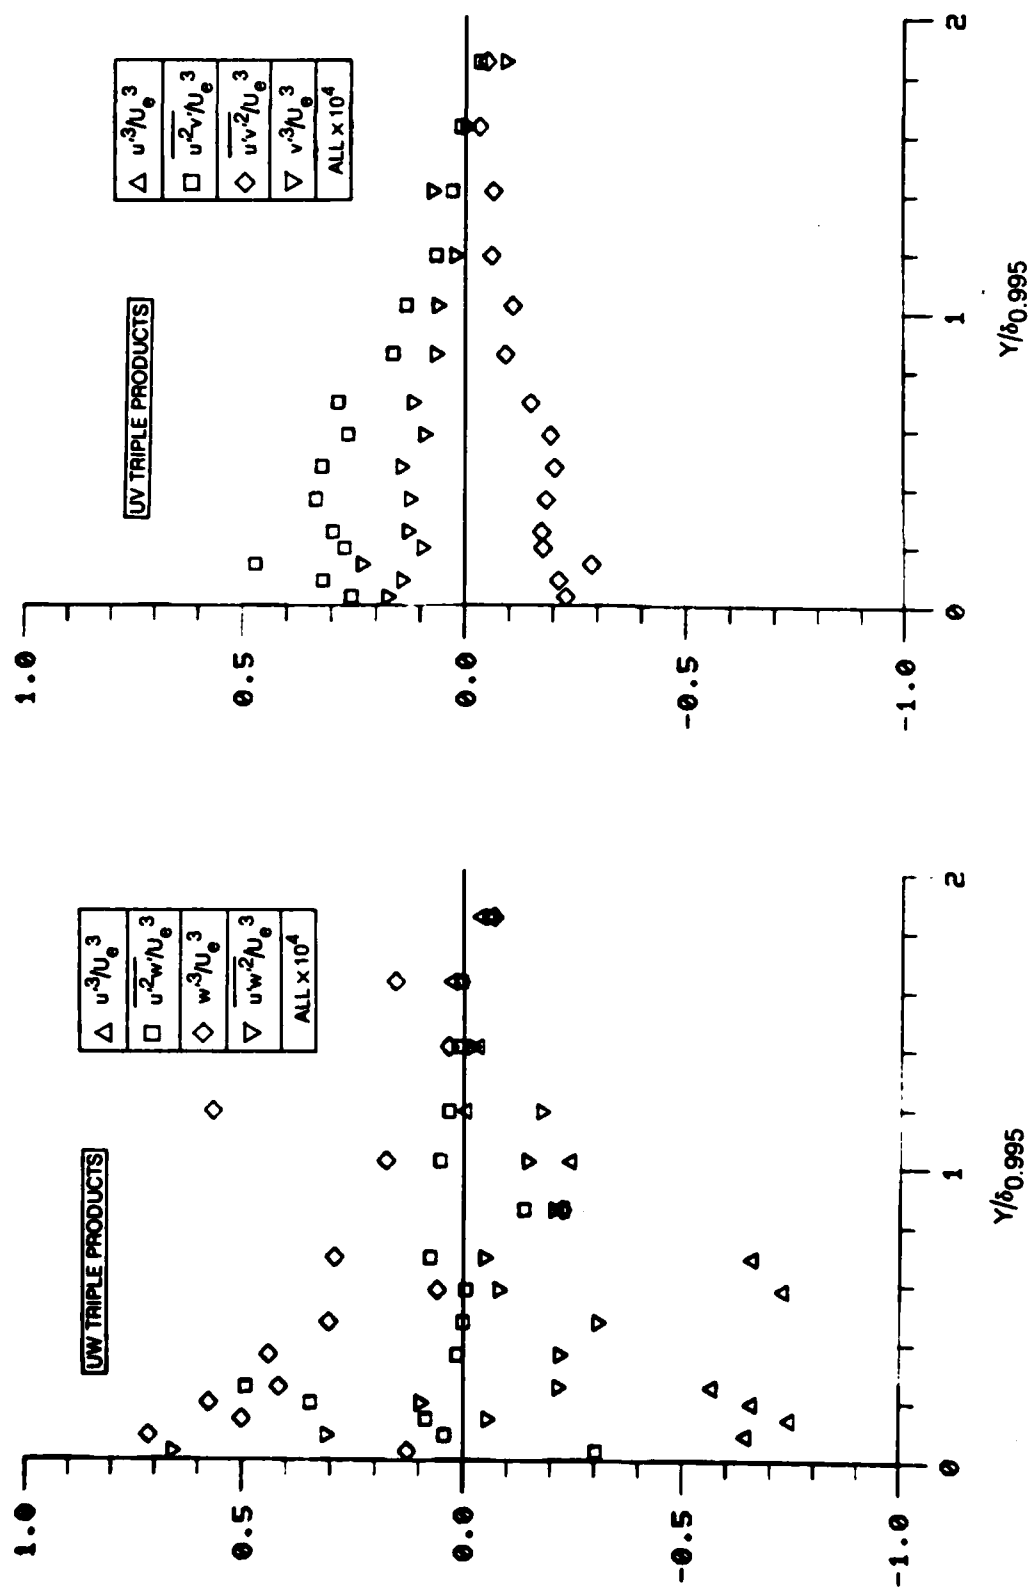 UW TRIPLE PRODUCTS
△ u'³/Uₑ³
□ u'²w'/Uₑ³
◇ w'³/Uₑ³
▽ u'w'²/Uₑ³
ALL × 10⁴
1.0
0.5
0.0
-0.5
-1.0
0
1
2
Y/δ0.995
UV TRIPLE PRODUCTS
△ u'³/Uₑ³
□ u'²v'/Uₑ³
◇ u'v'²/Uₑ³
▽ v'³/Uₑ³
ALL × 10⁴
1.0
0.5
0.0
-0.5
-1.0
0
1
2
Y/δ0.995